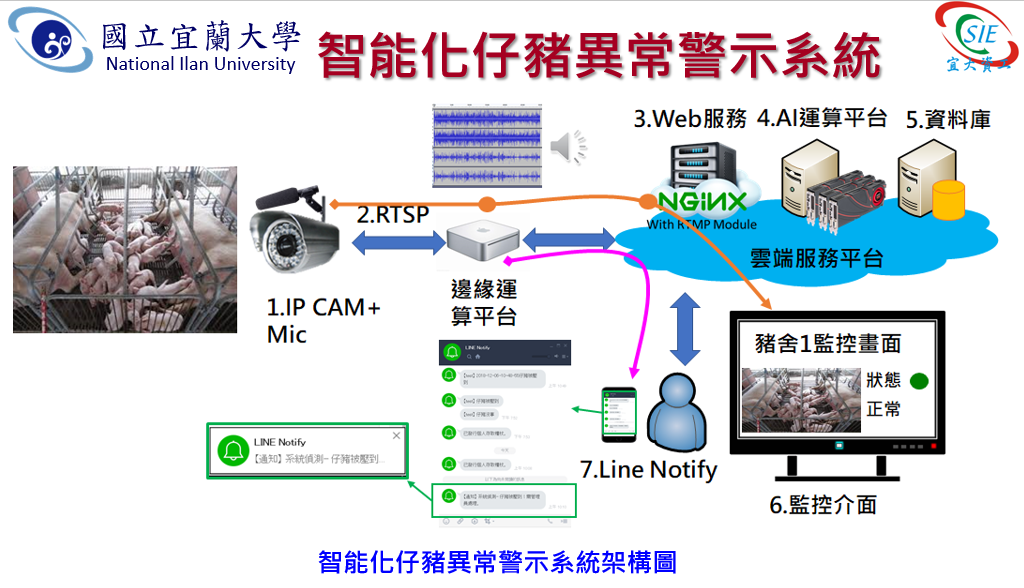 國立宜蘭大學
National Ilan University
智能化仔豬異常警示系統
SIE
宜大資工
3.Web服務
4.AI運算平台
5.資料庫
2.RTSP
NGINX
With RTMP Module
雲端服務平台
1.IP CAM+
Mic
邊緣運
算平台
豬舍1監控畫面
狀態
正常
LINE Notify
LINE Notify
【通知】系統偵測- 仔豬被壓到...
7.Line Notify
6.監控介面
智能化仔豬異常警示系統架構圖